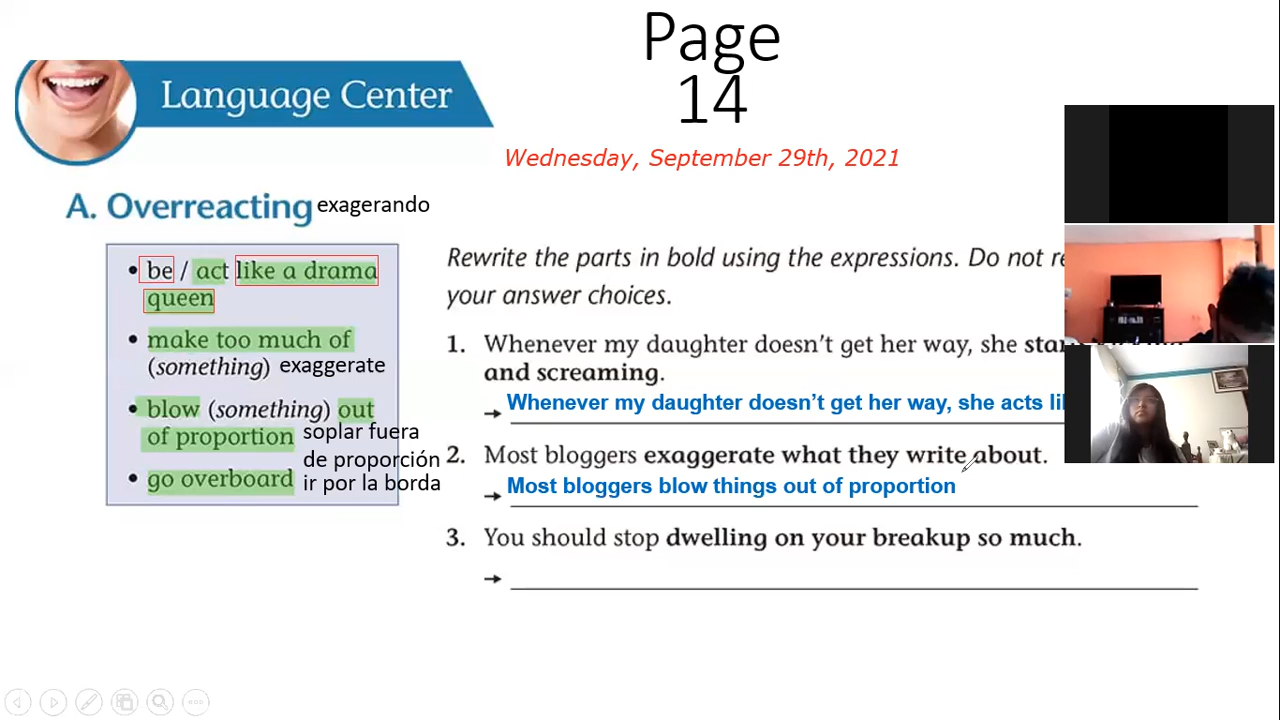 Page
14
Language Center
Wednesday, September 29th, 2021
A. Overreacting exagerando
• be / act like a drama
queen
• make too much of
(something) exaggerate
• blow (something) out
of proportion soplar fuera
de proporción
• go overboard ir por la borda
Rewrite the parts in bold using the expressions. Do not
your answer choices.
1. Whenever my daughter doesn't get her way, she
and screaming.
→ Whenever my daughter doesn't get her way, she acts
2. Most bloggers exaggerate what they write about.
→ Most bloggers blow things out of proportion
3. You should stop dwelling on your breakup so much.
→